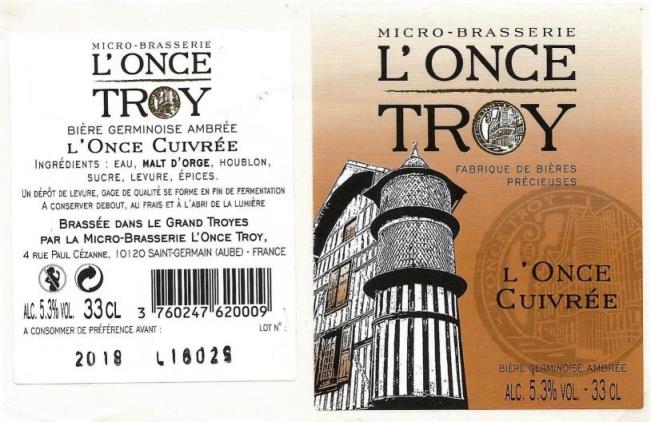 MICRO-BRASSERIE
L'ONCE
TROY
BIÈRE GERMINOISE AMBRÉE
L'ONCE CUIVRÉE
INGRÉDIENTS : EAU, MALT D'ORGE, HOUBLON,
SUCRE, LEVURE, ÉPICES.
UN DÉPOT DE LEVURE, GAGE DE QUALITÉ SE FORME EN FIN DE FERMENTATION
A CONSERVER DEBOUT, AU FRAIS ET À L'ABRI DE LA LUMIÈRE
BRASSÉE DANS LE GRAND TROYES
PAR LA MICRO-BRASSERIE L'ONCE TROY,
4 RUE PAUL CÉZANNE, 10120 SAINT-GERMAIN (AUBE) - FRANCE
ALC. 5.3% VOL. 33 CL
3 760247 620009
A CONSOMMER DE PRÉFÉRENCE AVANT : LOT N° :
2018 L16025
MICRO-BRASSERIE
L'ONCE
TROY
FABRIQUE DE BIÈRES
PRÉCIEUSES
TROY
L'ONCE
CUIVRÉE
BIÈRE GERMINOISE AMBRÉE
ALC. 5.3% VOL. - 33 CL